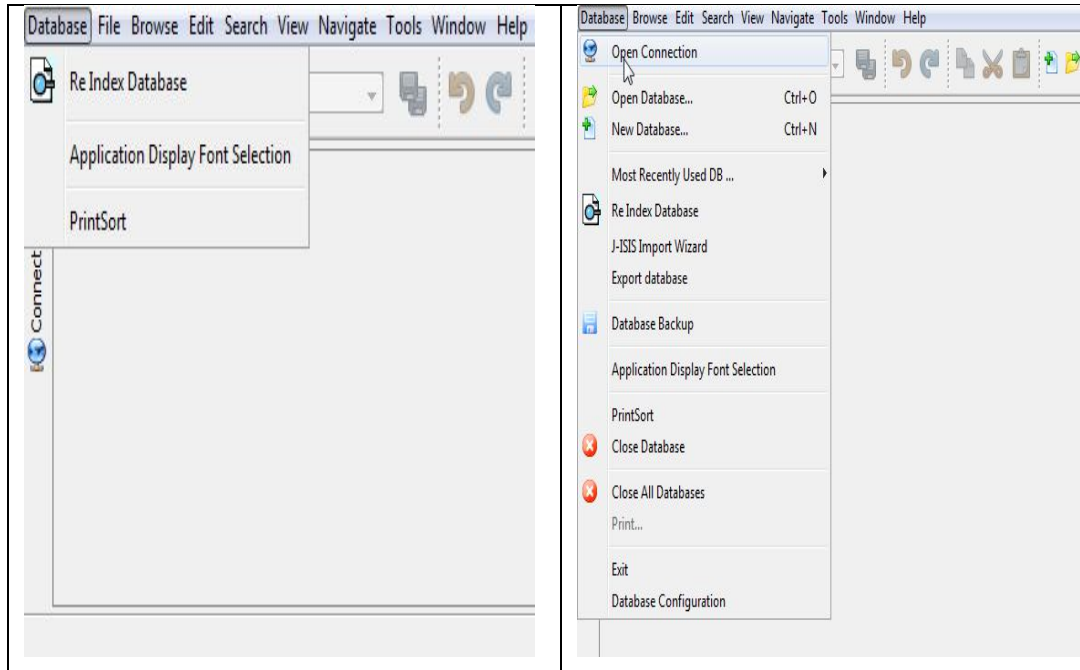 Database File Browse Edit Search View Navigate Tools Window Help
Re Index Database
Application Display Font Selection
PrintSort
Connect
Database Browse Edit Search View Navigate Tools Window Help
Open Connection
Open Database... Ctrl+O
New Database... Ctrl+N
Most Recently Used DB ...
Re Index Database
J-ISIS Import Wizard
Export database
Database Backup
Application Display Font Selection
PrintSort
Close Database
Close All Databases
Print...
Exit
Database Configuration